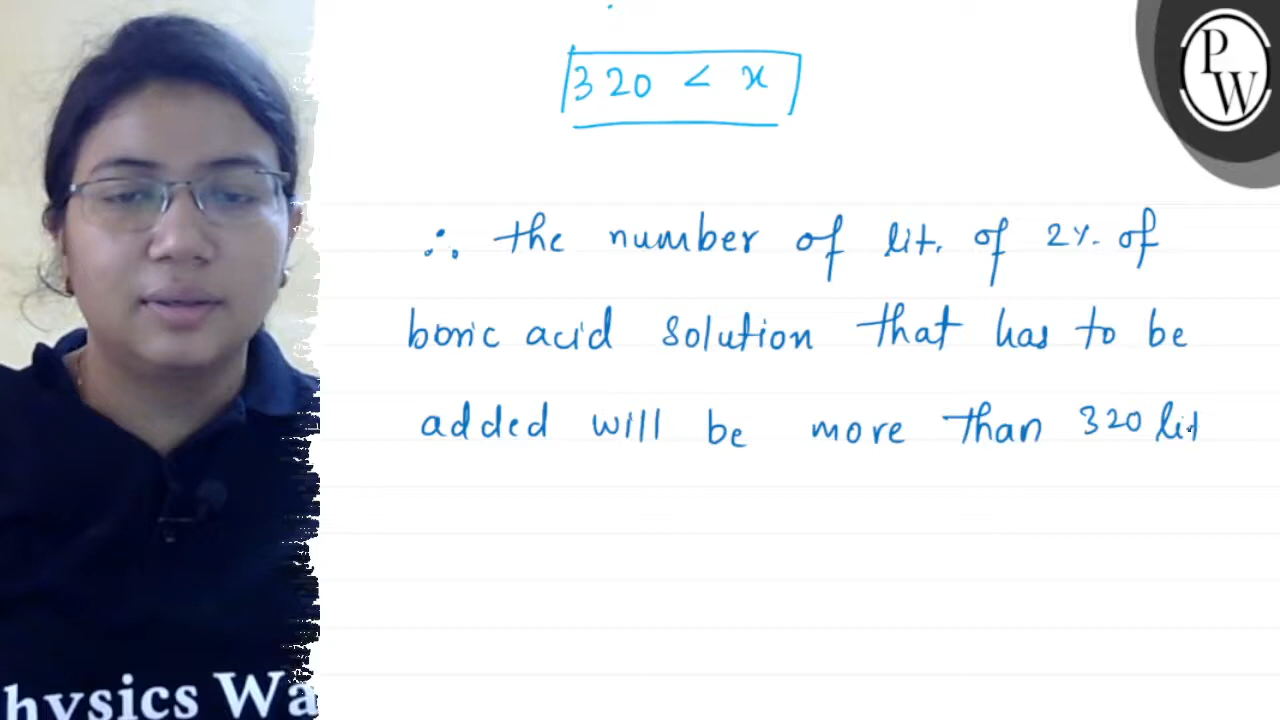 PW
320 < x
∴ the number of lit. of 2%. of
boric acid solution that has to be
added will be more than 320 lit
hysics Wa